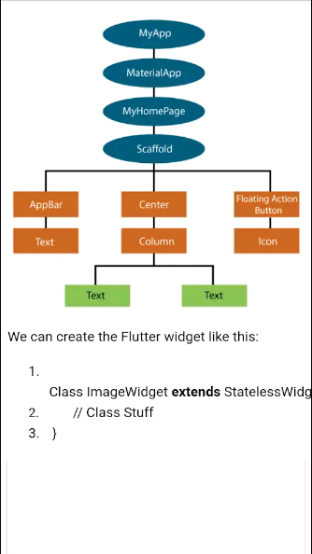 MyApp
MaterialApp
MyHomePage
Scaffold
AppBar Center Floating Action
Button
Text Column Icon
Text Text
We can create the Flutter widget like this:
1.
Class ImageWidget extends StatelessWidg
2. // Class Stuff
3. }